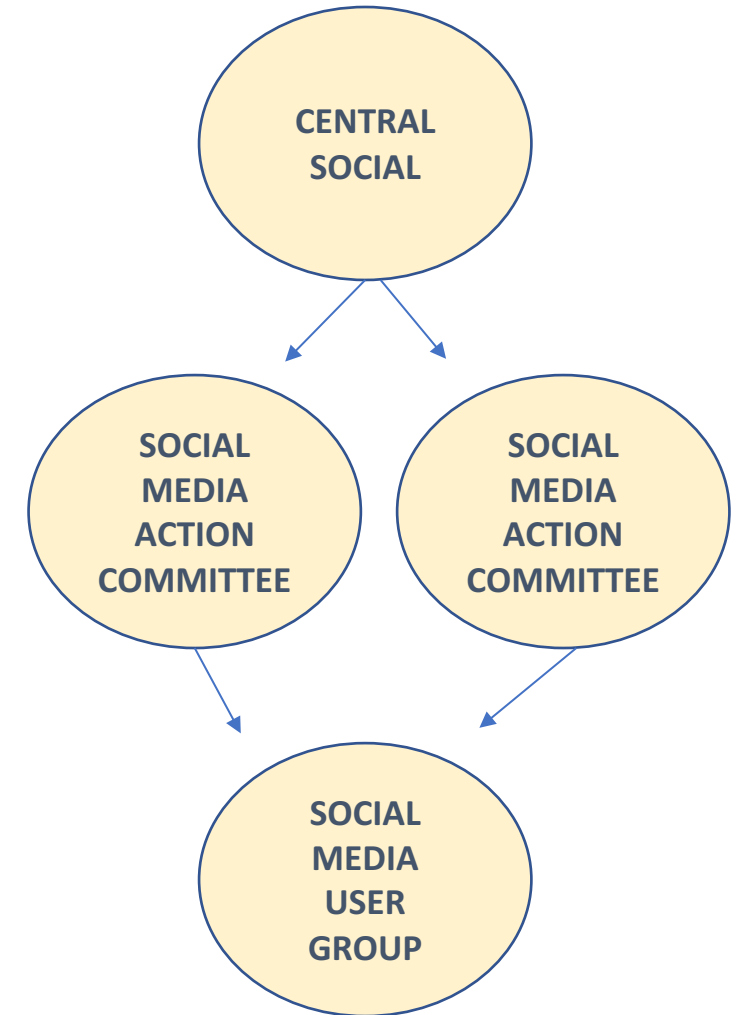 CENTRAL
SOCIAL
SOCIAL
MEDIA
ACTION
COMMITTEE
SOCIAL
MEDIA
ACTION
COMMITTEE
SOCIAL
MEDIA
USER
GROUP